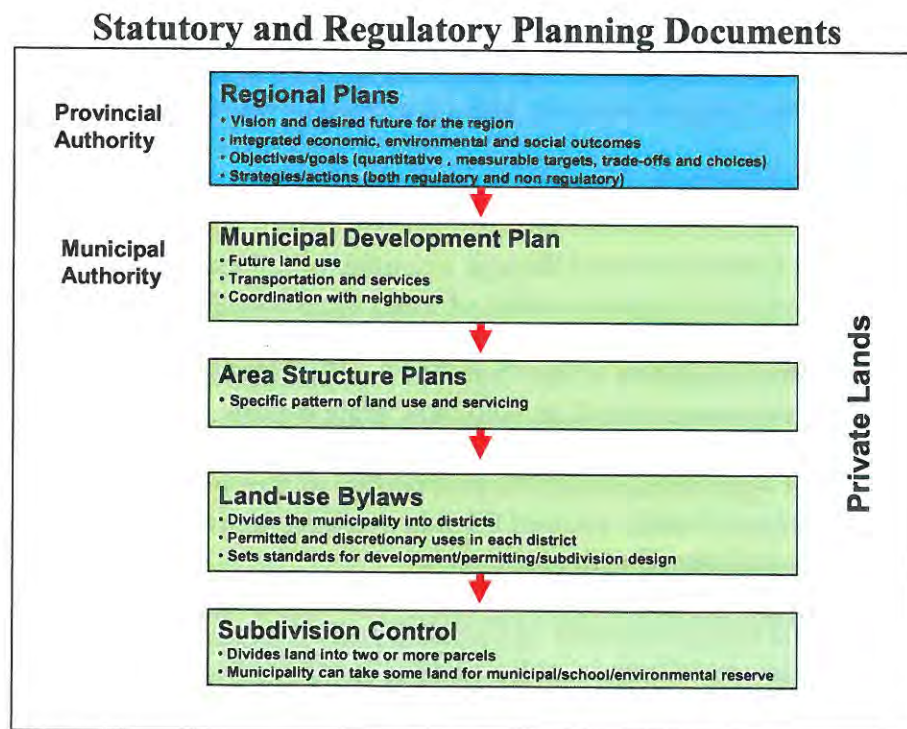 Statutory and Regulatory Planning Documents
Provincial
Authority
Regional Plans
• Vision and desired future for the region
• Integrated economic, environmental and social outcomes
• Objectives/goals (quantitative , measurable targets, trade-offs and choices)
• Strategies/actions (both regulatory and non regulatory)
Municipal
Authority
Municipal Development Plan
• Future land use
• Transportation and services
• Coordination with neighbours
Area Structure Plans
• Specific pattern of land use and servicing
Land-use Bylaws
• Divides the municipality into districts
• Permitted and discretionary uses in each district
• Sets standards for development/permitting/subdivision design
Subdivision Control
• Divides land into two or more parcels
• Municipality can take some land for municipal/school/environmental reserve
Private Lands